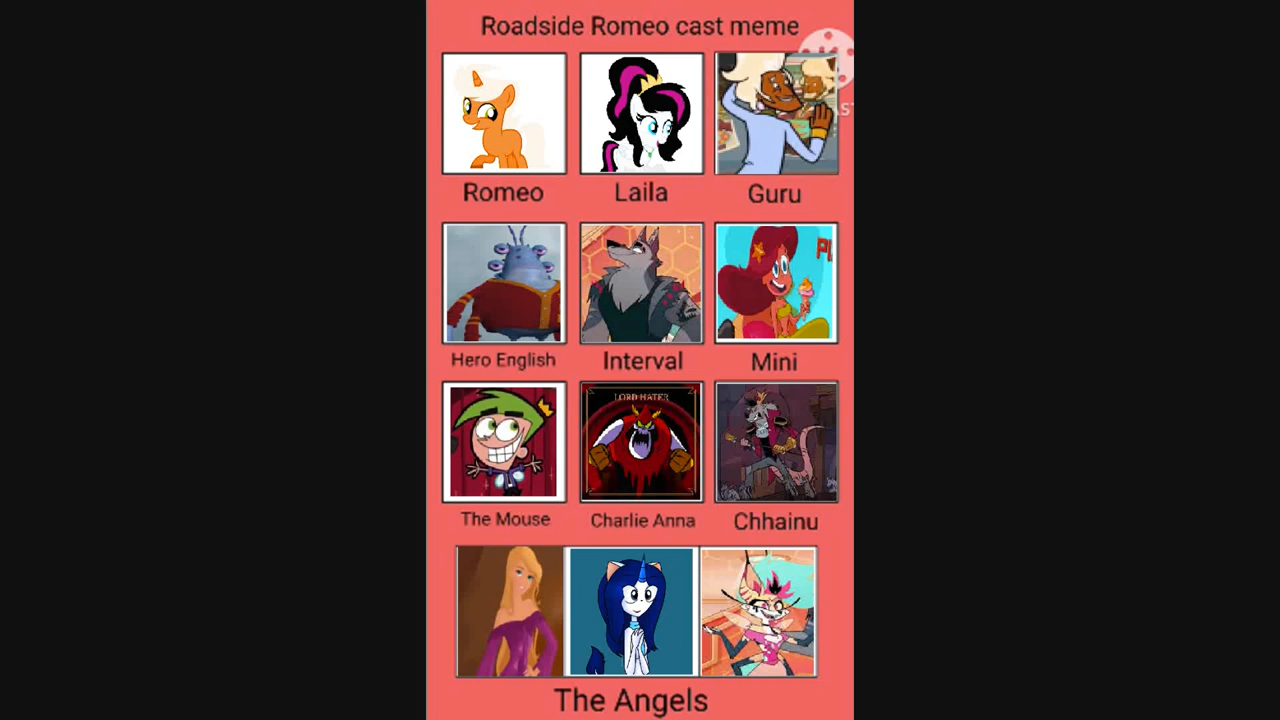 Roadside Romeo cast meme
Romeo
Laila
Guru
Hero English
Interval
Mini
LORD HATER
The Mouse
Charlie Anna
Chhainu
The Angels